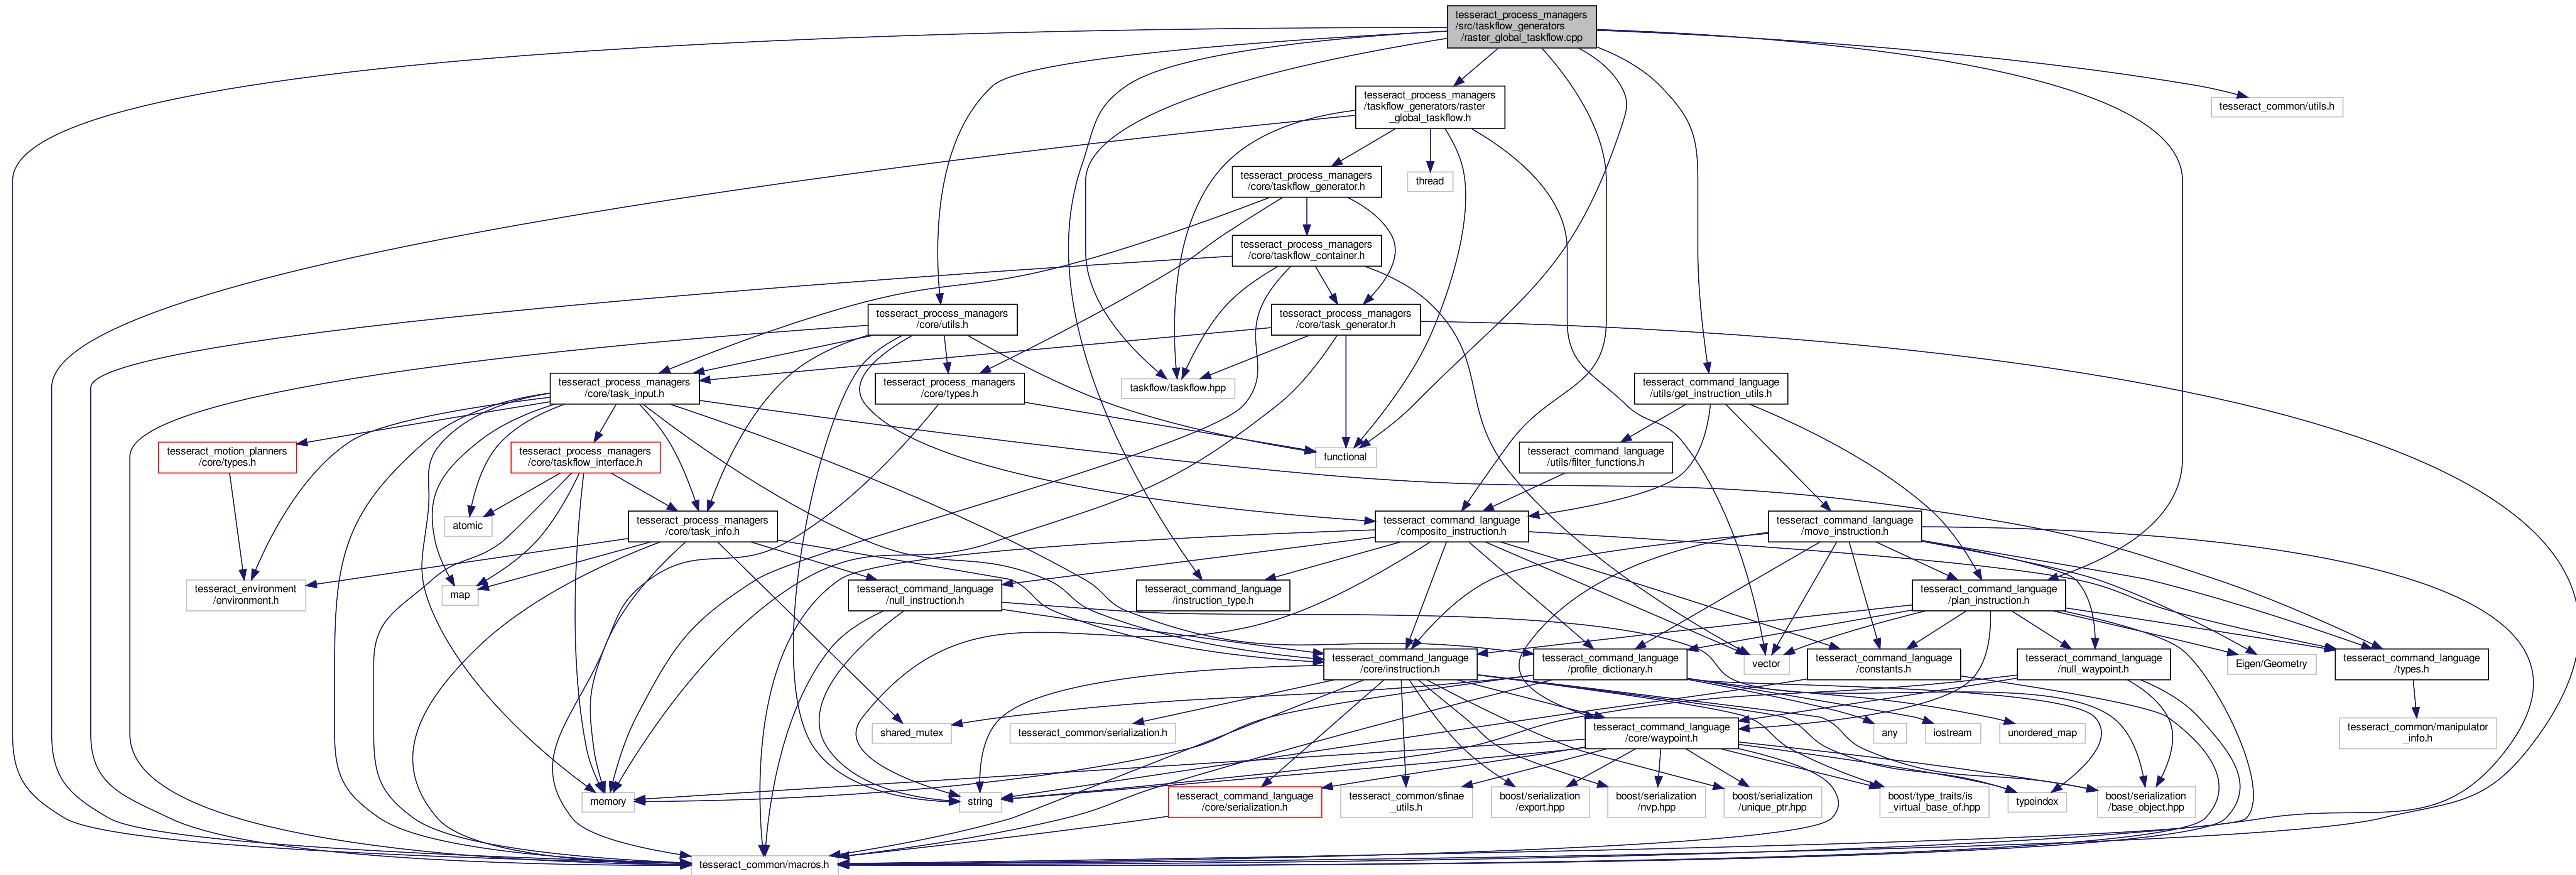 tesseract_process_managers
/src/taskflow_generators
/raster_global_taskflow.cpp
tesseract_process_managers
/taskflow_generators/raster
_global_taskflow.h
tesseract_common/utils.h
tesseract_process_managers
/core/taskflow_generator.h
thread
tesseract_process_managers
/core/taskflow_container.h
tesseract_process_managers
/core/utils.h
tesseract_process_managers
/core/task_generator.h
tesseract_process_managers
/core/task_input.h
tesseract_process_managers
/core/types.h
taskflow/taskflow.hpp
tesseract_command_language
/utils/get_instruction_utils.h
tesseract_motion_planners
/core/types.h
tesseract_process_managers
/core/taskflow_interface.h
functional
tesseract_command_language
/utils/filter_functions.h
atomic
tesseract_process_managers
/core/task_info.h
tesseract_command_language
/composite_instruction.h
tesseract_command_language
/move_instruction.h
tesseract_environment
/environment.h
map
tesseract_command_language
/null_instruction.h
tesseract_command_language
/instruction_type.h
tesseract_command_language
/plan_instruction.h
tesseract_command_language
/core/instruction.h
tesseract_command_language
/profile_dictionary.h
vector
tesseract_command_language
/constants.h
tesseract_command_language
/null_waypoint.h
Eigen/Geometry
tesseract_command_language
/types.h
shared_mutex
tesseract_common/serialization.h
tesseract_command_language
/core/waypoint.h
any
iostream
unordered_map
tesseract_common/manipulator
_info.h
memory
string
tesseract_command_language
/core/serialization.h
tesseract_common/sfinae
_utils.h
boost/serialization
/export.hpp
boost/serialization
/nvp.hpp
boost/serialization
/unique_ptr.hpp
boost/type_traits/is
_virtual_base_of.hpp
typeindex
boost/serialization
/base_object.hpp
tesseract_common/macros.h